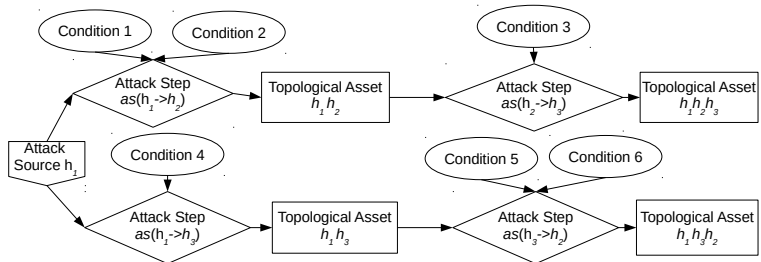 Condition 1
Condition 2
Condition 3
Attack Step
as(h₁->h₂)
Topological Asset
h₁h₂
Attack Step
as(h₂->h₃)
Topological Asset
h₁h₂h₃
Attack
Source h₁
Condition 4
Condition 5
Condition 6
Attack Step
as(h₁->h₃)
Topological Asset
h₁h₃
Attack Step
as(h₃->h₂)
Topological Asset
h₁h₃h₂